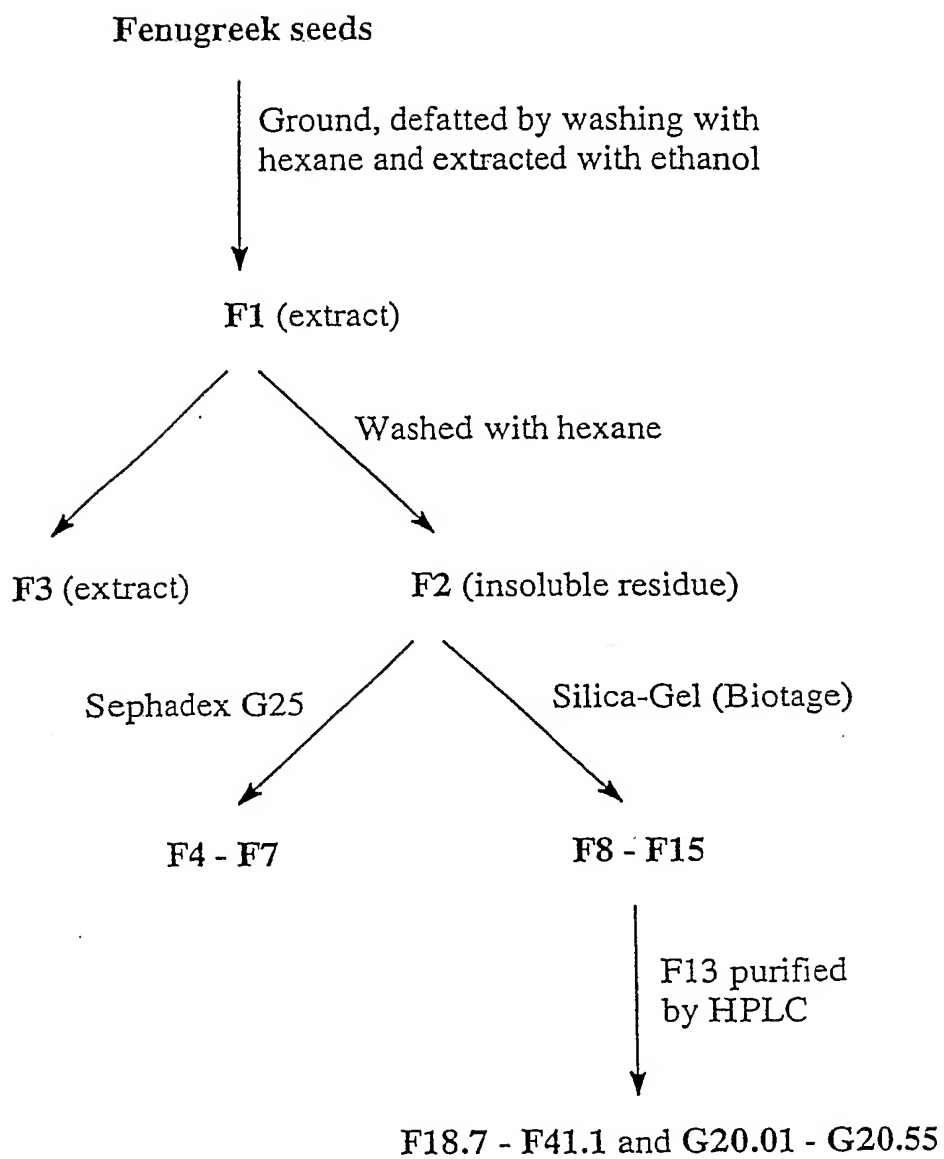 Fenugreek seeds
Ground, defatted by washing with
hexane and extracted with ethanol
F1 (extract)
Washed with hexane
F3 (extract)
F2 (insoluble residue)
Sephadex G25
Silica-Gel (Biotage)
F4 - F7
F8 - F15
F13 purified
by HPLC
F18.7 - F41.1 and G20.01 - G20.55